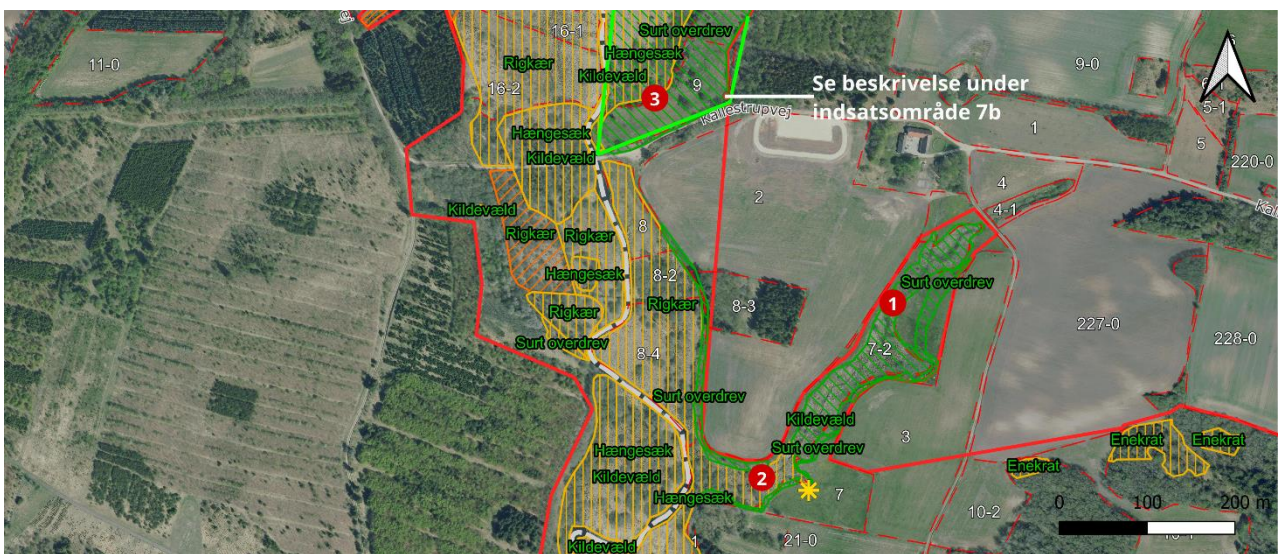 16-1
Surt overdrev
11-0
Rigkær
Hængesæk
9-0
16-2
Kildevæld
9
3
Se beskrivelse under
indsatsområde 7b
5-1
Kallestrupvej
Hængesæk
1
5
Kildevæld
220-0
4
2
4-1
Kildevæld
8
Rigkær
Rigkær
Hængesæk
8-2
Surt overdrev
Rigkær
8-3
1
227-0
Rigkær
228-0
Surt overdrev
8-4
7-2
Surt overdrev
Kildevæld
3
Enekrat
Enekrat
Hængesæk
Surt overdrev
Enekrat
Kildevæld
2
7
Hængesæk
0 100 200 m
10-2
1
21-0
Kildevæld